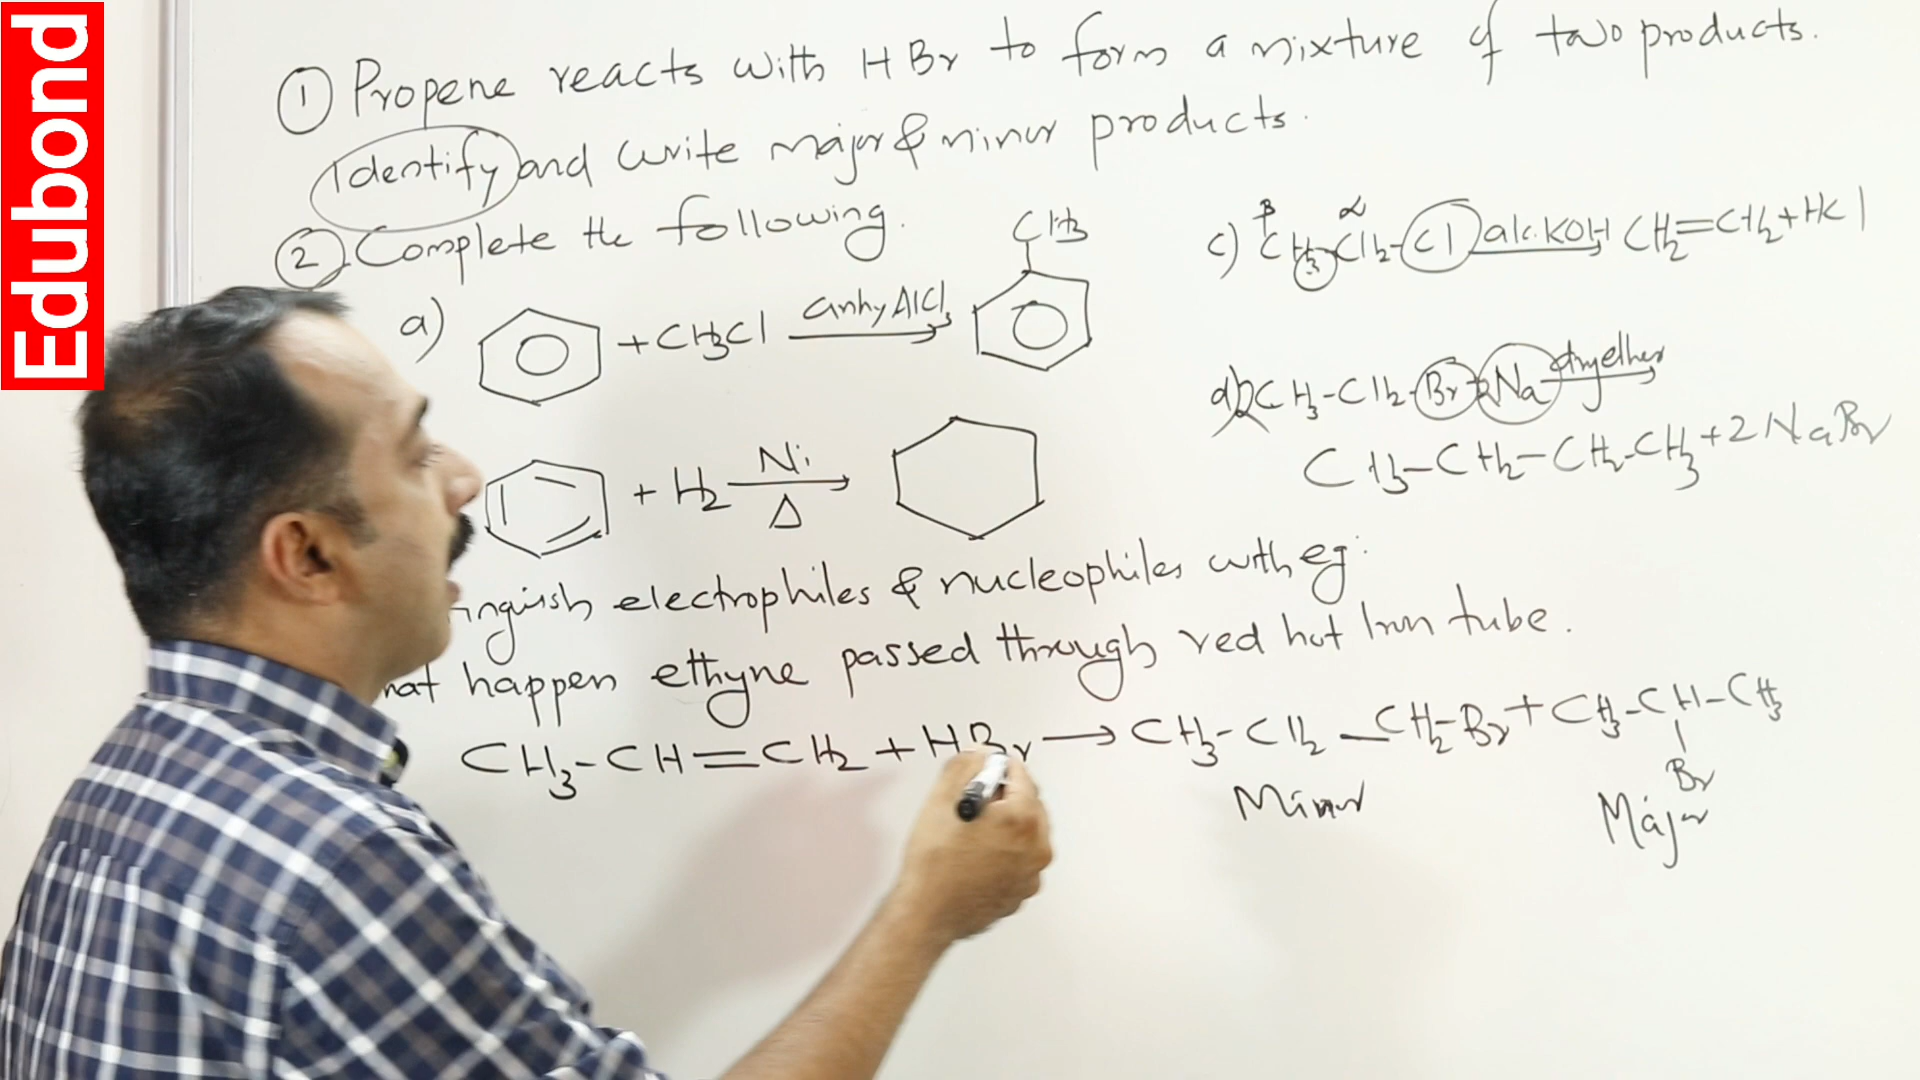 Edubond
① Propene reacts with HBr to form a mixture of two products.
Identify and write major & minor products.
② Complete the following.
a) + CH3Cl anhy AlCl3 → CH3
+ H2 Ni Δ →
c) β α CH3-CH2-Cl alc.KOH → CH2=CH2+HCl
d) 2CH3-CH2-Br+2Na dryether →
CH3-CH2-CH2-CH3+2NaBr
inguish electrophiles & nucleophiles with eg:
hat happen ethyne passed through red hot Iron tube.
CH3-CH=CH2+HBr → CH3-CH2-CH2-Br+CH3-CH-CH3
Br
Minor Major